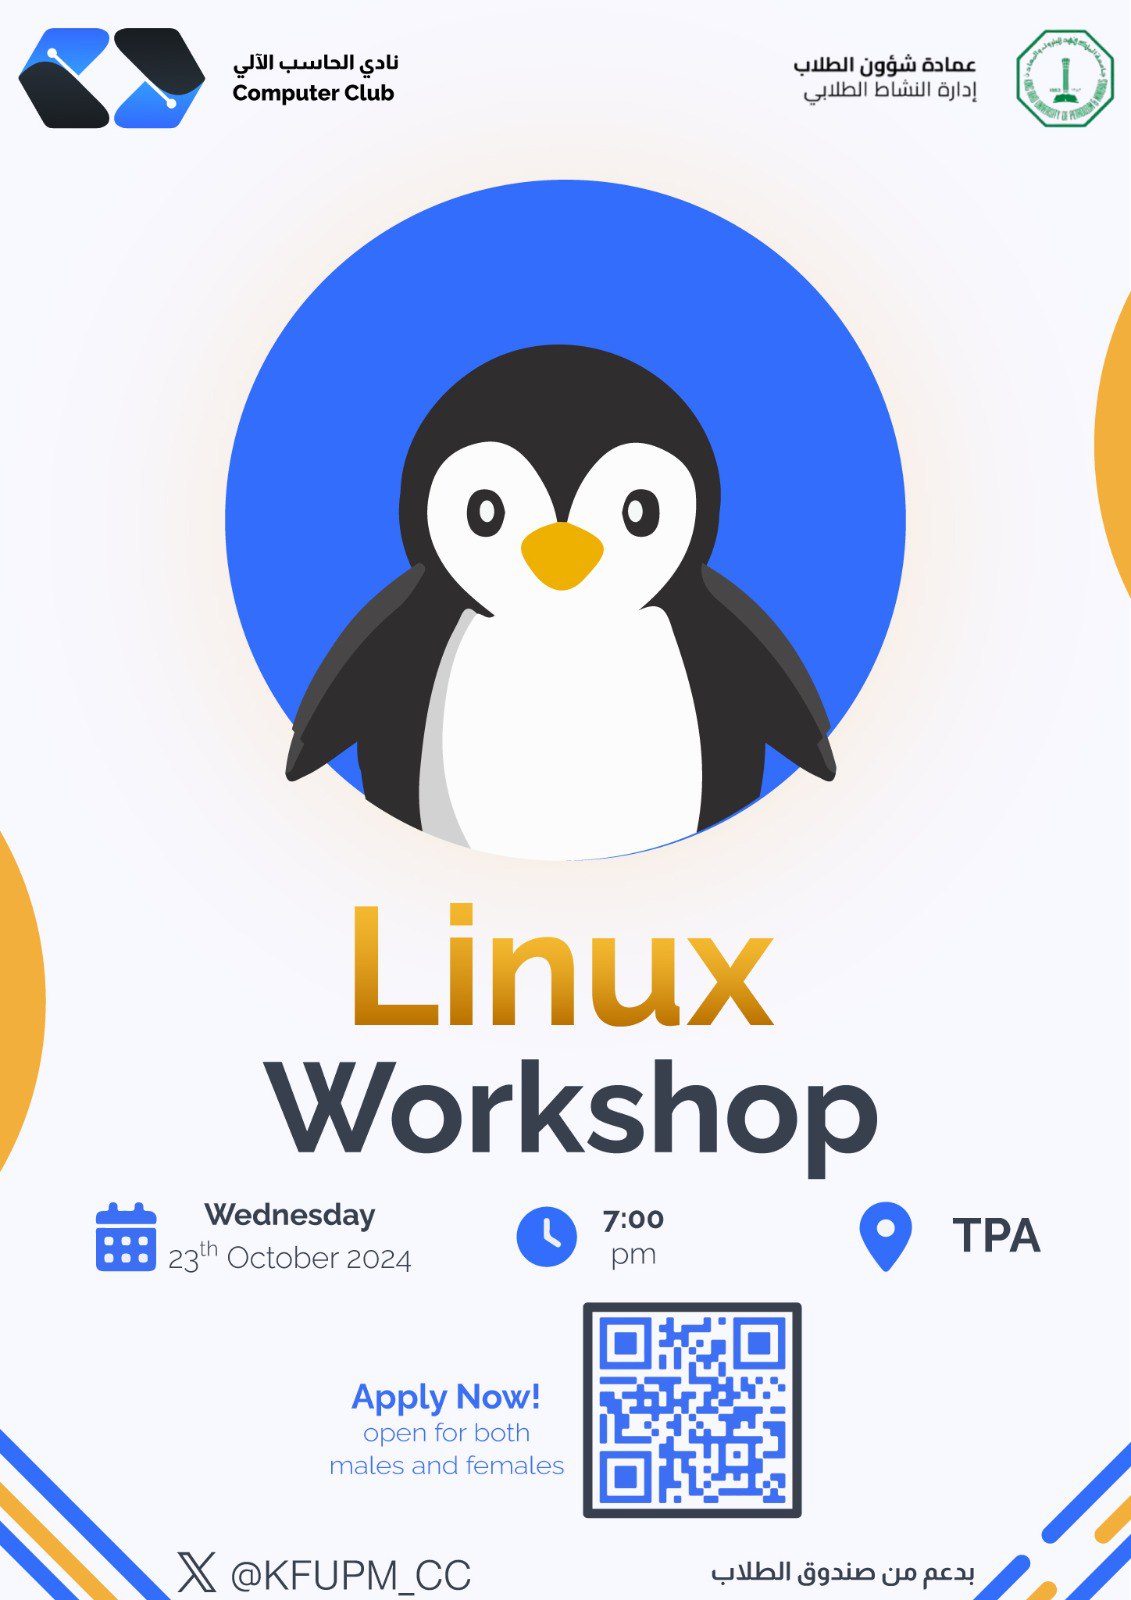 نادي الحاسب الآلي
Computer Club
عمادة شؤون الطلاب
إدارة النشاط الطلابي
Linux
Workshop
Wednesday
23th October 2024
7:00
pm
TPA
Apply Now!
open for both
males and females
𝕏 @KFUPM_CC
بدعم من صندوق الطلاب